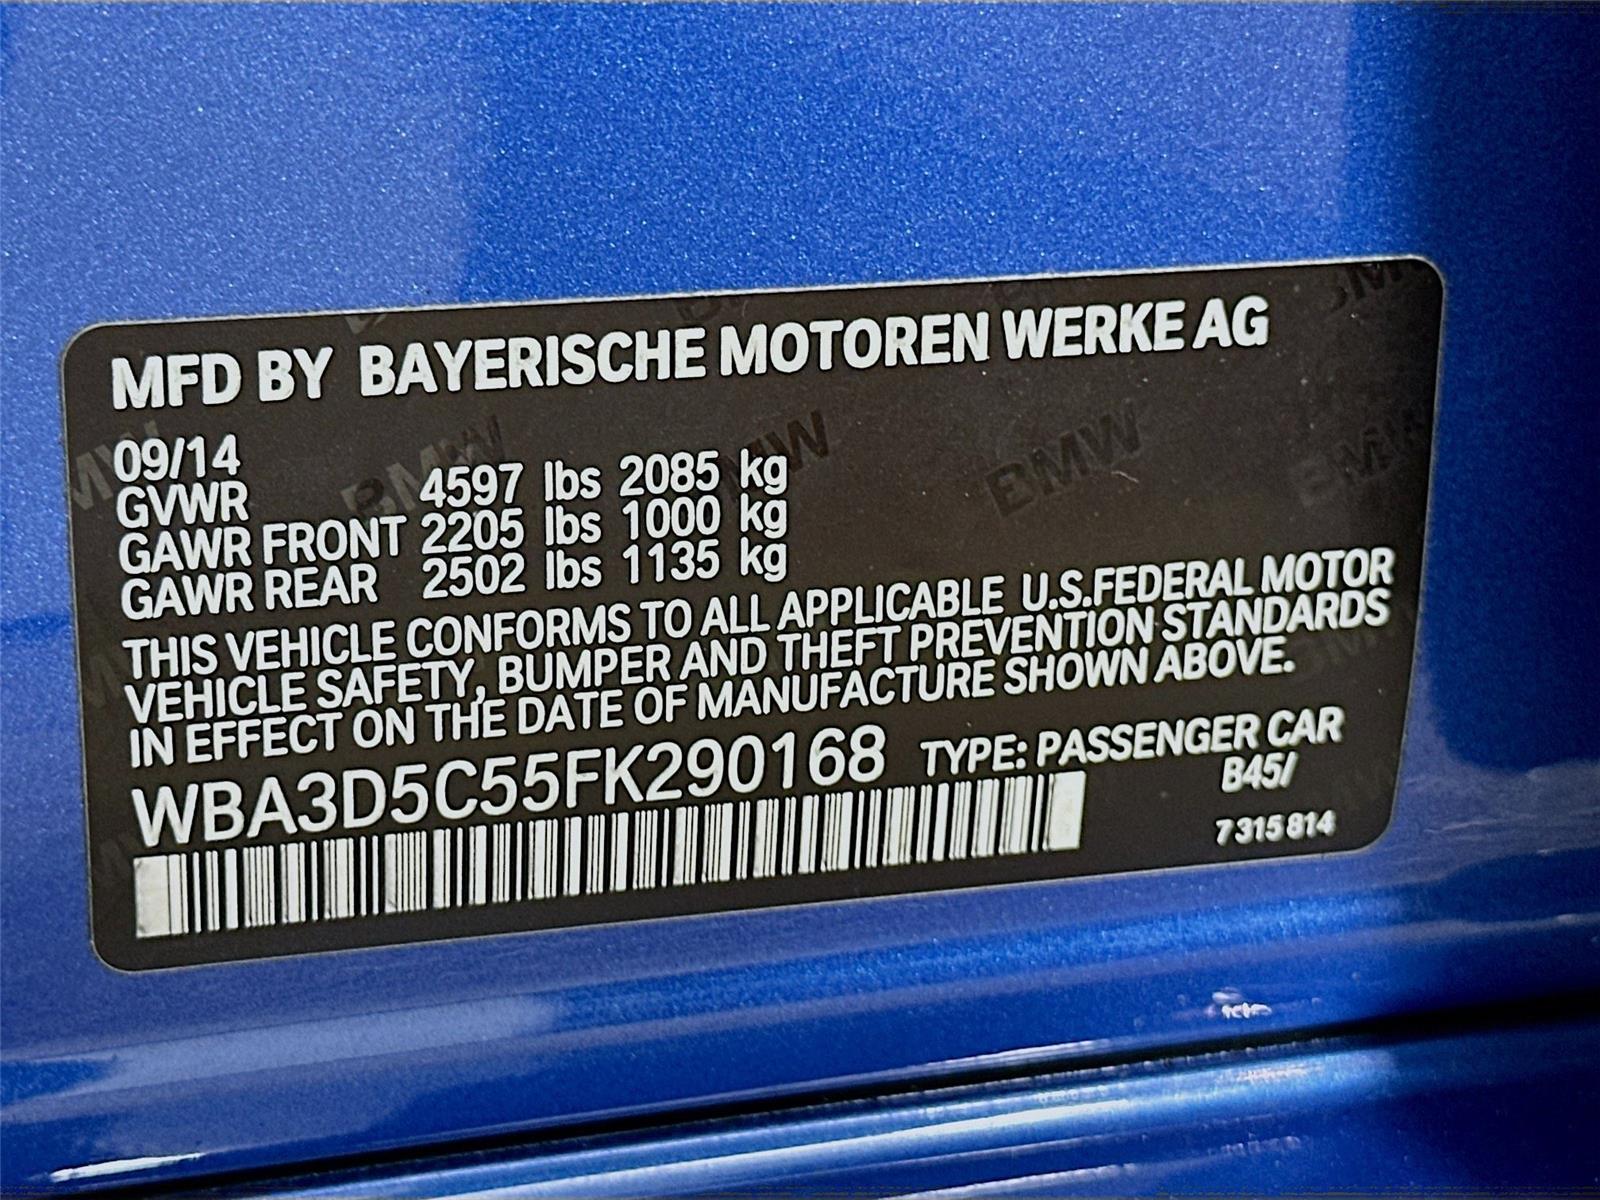 MFD BY BAYERISCHE MOTOREN WERKE AG
09/14
GVWR 4597 lbs 2085 kg
GAWR FRONT 2205 lbs 1000 kg
GAWR REAR 2502 lbs 1135 kg
THIS VEHICLE CONFORMS TO ALL APPLICABLE U.S.FEDERAL MOTOR
VEHICLE SAFETY, BUMPER AND THEFT PREVENTION STANDARDS
IN EFFECT ON THE DATE OF MANUFACTURE SHOWN ABOVE.
WBA3D5C55FK290168 TYPE: PASSENGER CAR
B45/
7 315 814